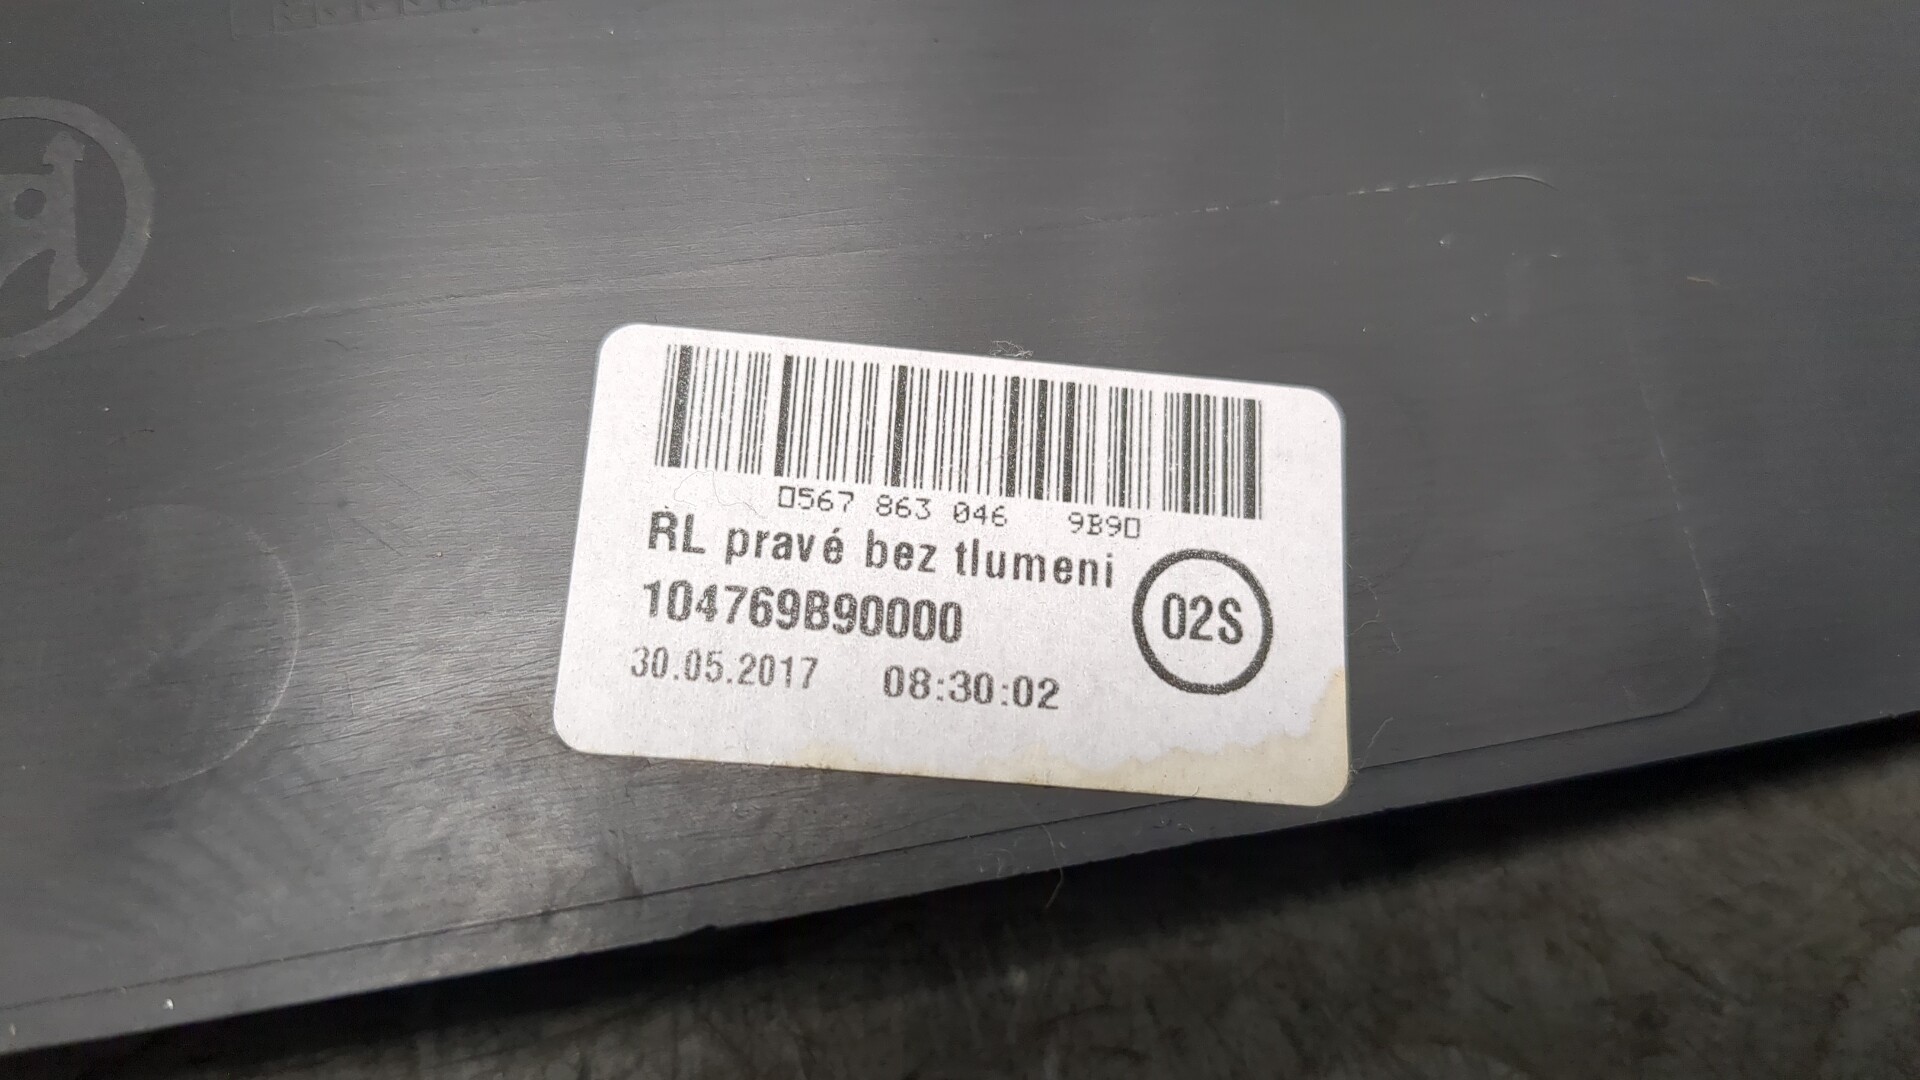 0567 863 046 9B90
RL pravé bez tlumeni
104769B90000
02S
30.05.2017 08:30:02